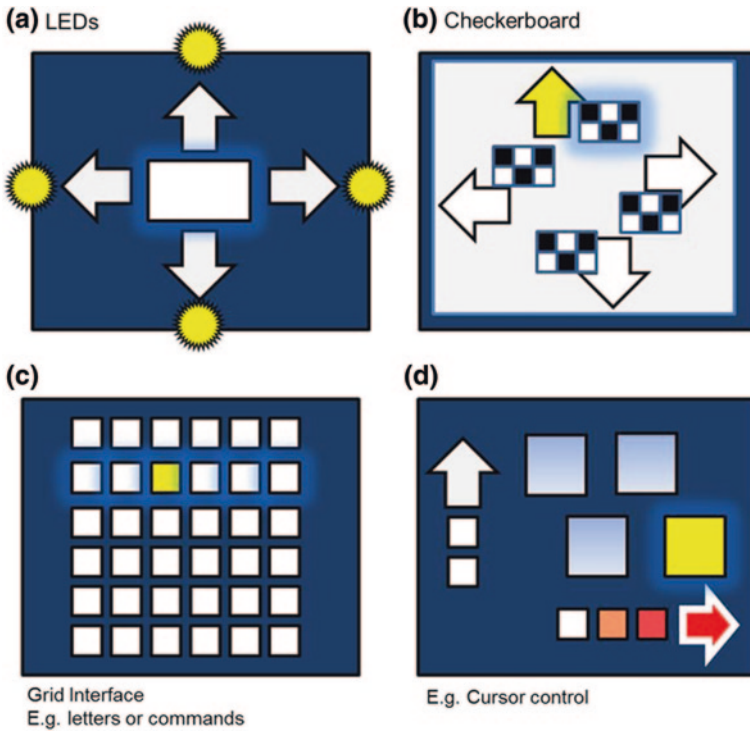 (a) LEDs
(b) Checkerboard
(c)
(d)
Grid Interface
E.g. letters or commands
E.g. Cursor control